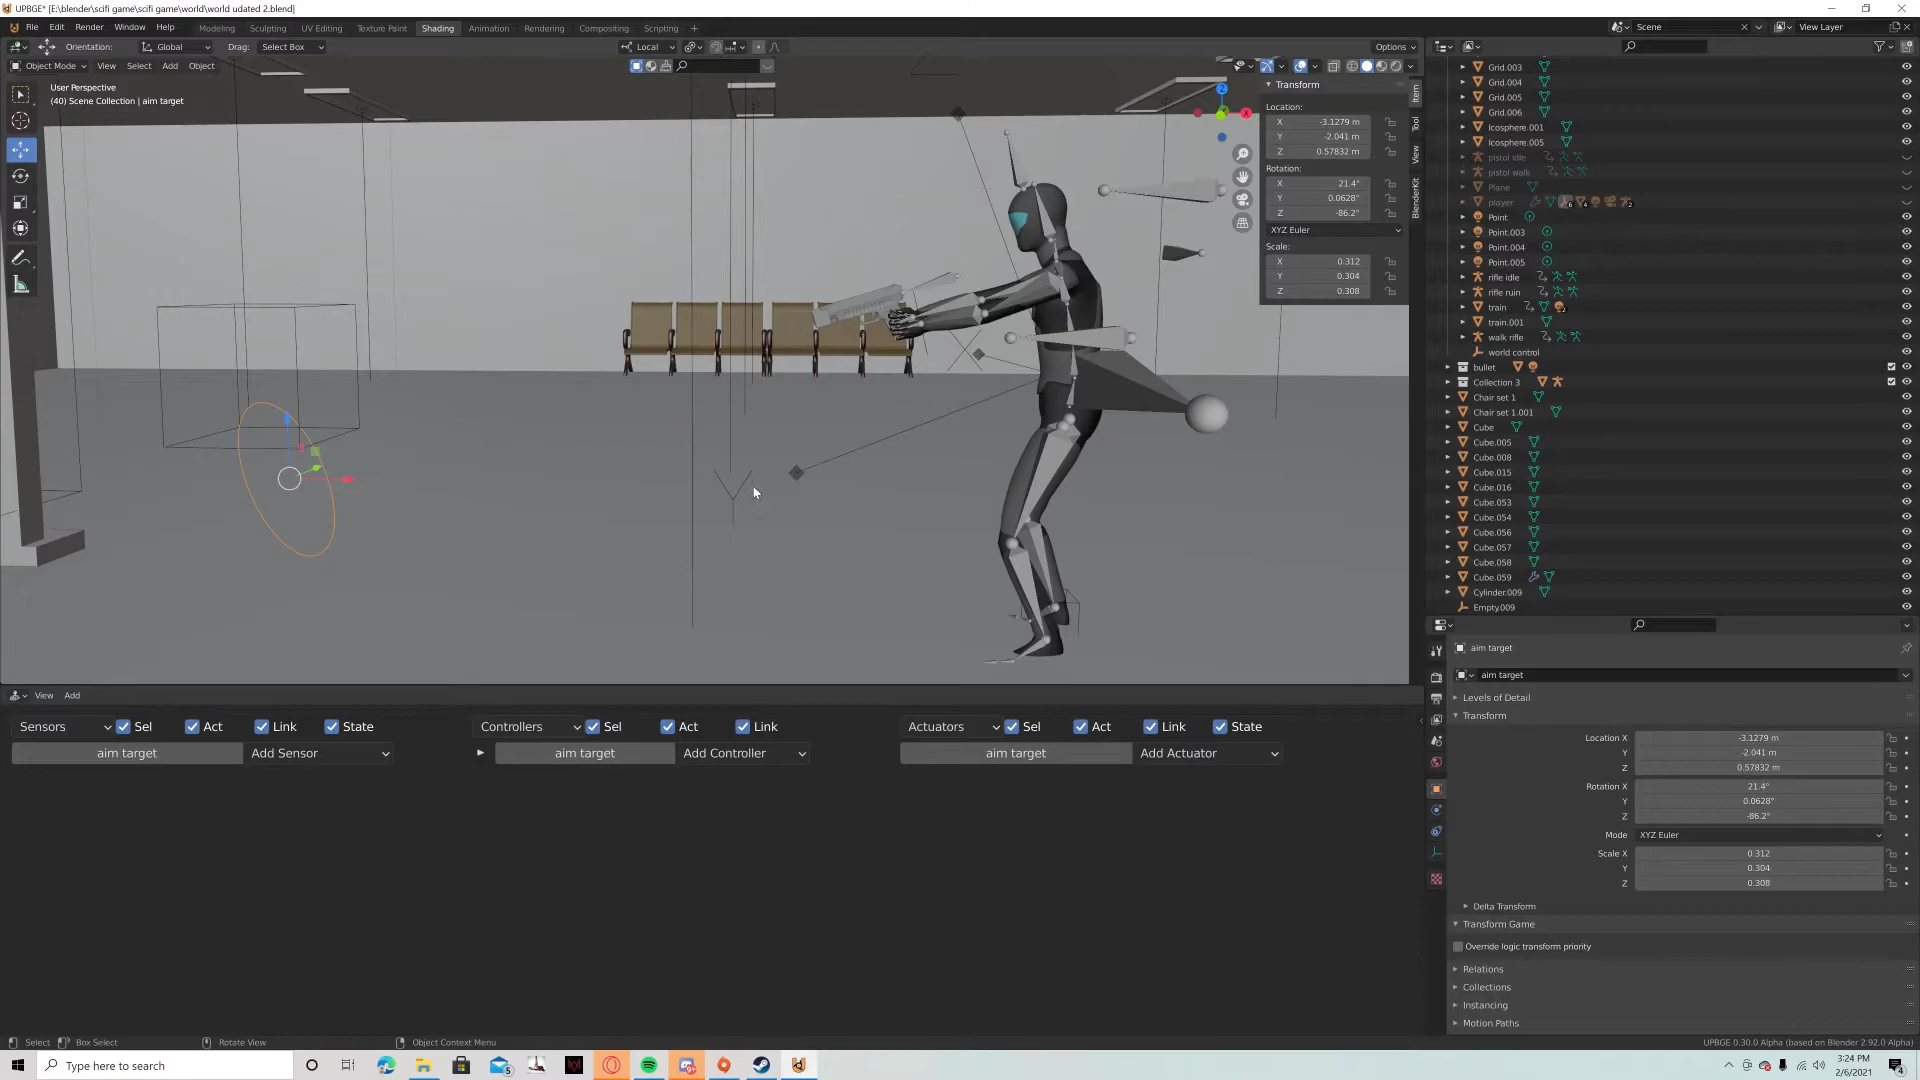 UPBGE* [E:\blender\scifi game\scifi game\world\world udated 2.blend]
File Edit Render Window Help
Modeling Sculpting UV Editing Texture Paint Shading Animation Rendering Compositing Scripting +
Scene
View Layer
Orientation: Global Drag: Select Box
Local
Options
Object Mode View Select Add Object
User Perspective
(40) Scene Collection | aim target
Transform
Location:
X -3.1279 m
Y -2.041 m
Z 0.57832 m
Rotation:
X 21.4°
Y 0.0628°
Z -86.2°
XYZ Euler
Scale:
X 0.312
Y 0.304
Z 0.308
Item
Tool
View
BlenderKit
Z
X
Grid.003
Grid.004
Grid.005
Grid.006
Icosphere.001
Icosphere.005
pistol idle
pistol walk
Plane
player
Point
Point.003
Point.004
Point.005
rifle idle
rifle ruin
train
train.001
walk rifle
world control
bullet
Collection 3
Chair set 1
Chair set 1.001
Cube
Cube.005
Cube.008
Cube.015
Cube.016
Cube.053
Cube.054
Cube.056
Cube.057
Cube.058
Cube.059
Cylinder.009
Empty.009
aim target
aim target
Levels of Detail
Transform
Location X -3.1279 m
Y -2.041 m
Z 0.57832 m
Rotation X 21.4°
Y 0.0628°
Z -86.2°
Mode XYZ Euler
Scale X 0.312
Y 0.304
Z 0.308
Delta Transform
Transform Game
Override logic transform priority
Relations
Collections
Instancing
Motion Paths
View Add
Sensors Sel Act Link State
Controllers Sel Act Link
Actuators Sel Act Link State
aim target Add Sensor
aim target Add Controller
aim target Add Actuator
Select Box Select Rotate View Object Context Menu
UPBGE 0.30.0 Alpha (based on Blender 2.92.0 Alpha)
Type here to search
3:24 PM
2/6/2021